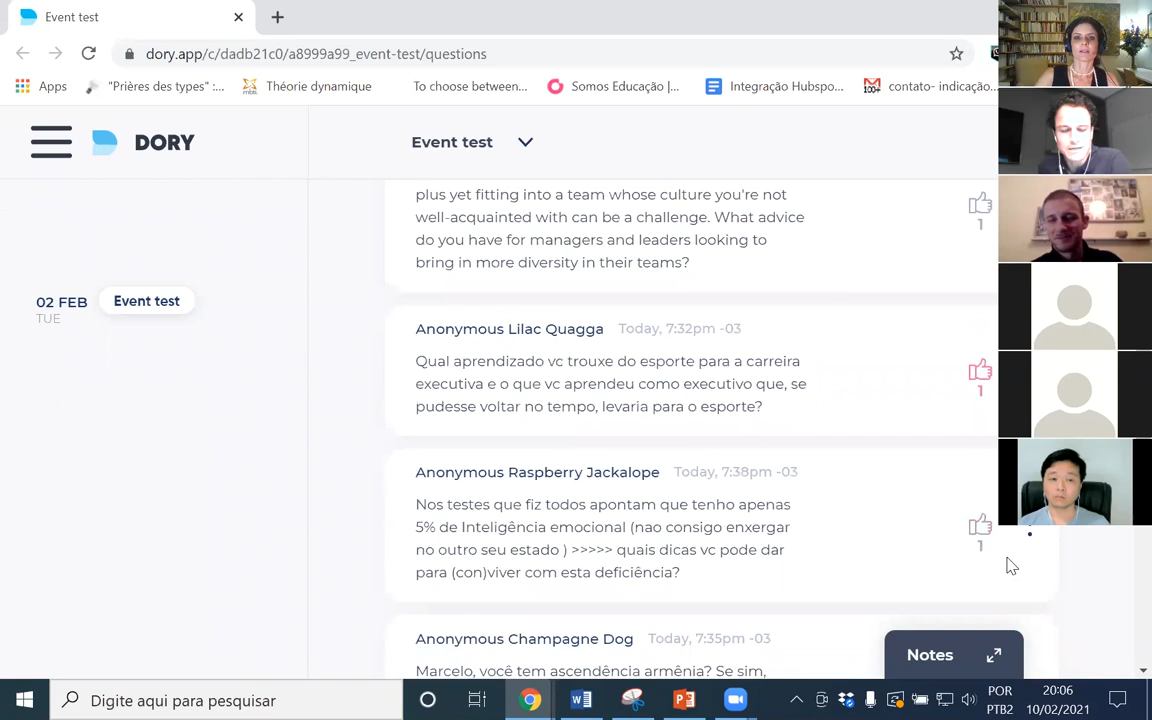 Event test
dory.app/c/dadb21c0/a8999a99_event-test/questions
Apps
"Prières des types" :...
Théorie dynamique
To choose between...
Somos Educação |...
Integração Hubspo...
contato- indicação...
DORY
Event test
plus yet fitting into a team whose culture you're not
well-acquainted with can be a challenge. What advice
do you have for managers and leaders looking to
bring in more diversity in their teams?
1
02 FEB
Event test
TUE
Anonymous Lilac Quagga Today, 7:32pm -03
Qual aprendizado vc trouxe do esporte para a carreira
executiva e o que vc aprendeu como executivo que, se
pudesse voltar no tempo, levaria para o esporte?
1
Anonymous Raspberry Jackalope Today, 7:38pm -03
Nos testes que fiz todos apontam que tenho apenas
5% de Inteligência emocional (nao consigo enxergar
no outro seu estado ) >>>>> quais dicas vc pode dar
para (con)viver com esta deficiência?
1
Anonymous Champagne Dog Today, 7:35pm -03
Marcelo, você tem ascendência armênia? Se sim,
Notes
Digite aqui para pesquisar
POR
PTB2
20:06
10/02/2021